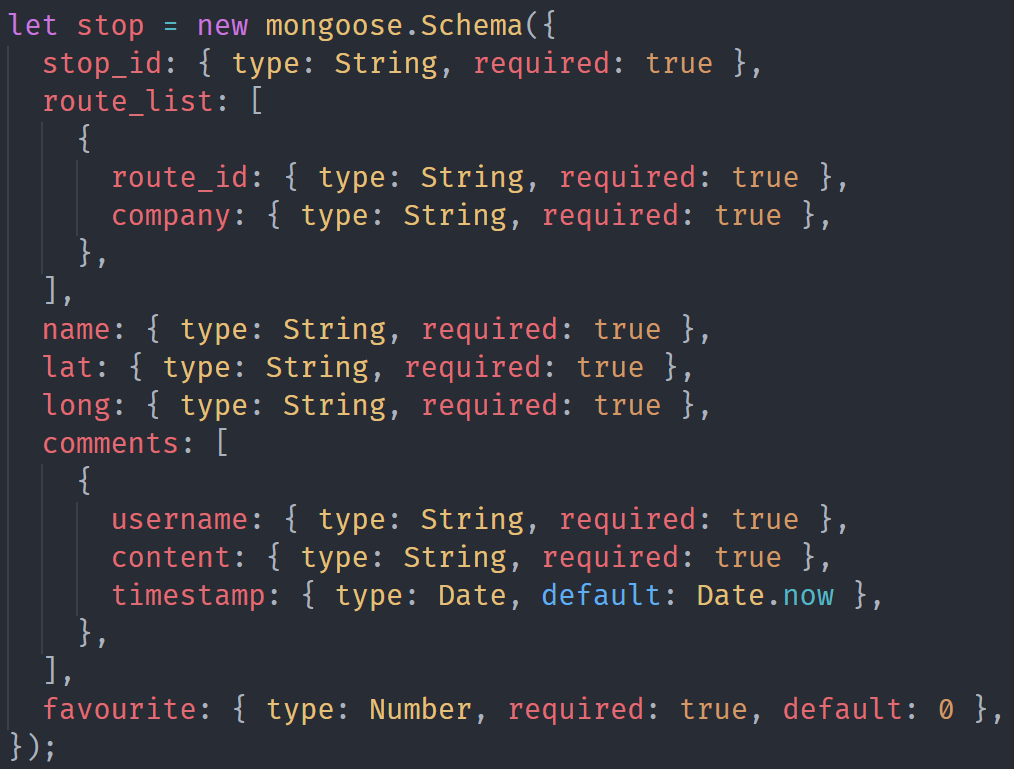 let stop = new mongoose.Schema({
  stop_id: { type: String, required: true },
  route_list: [
    {
      route_id: { type: String, required: true },
      company: { type: String, required: true },
    },
  ],
  name: { type: String, required: true },
  lat: { type: String, required: true },
  long: { type: String, required: true },
  comments: [
    {
      username: { type: String, required: true },
      content: { type: String, required: true },
      timestamp: { type: Date, default: Date.now },
    },
  ],
  favourite: { type: Number, required: true, default: 0 },
});